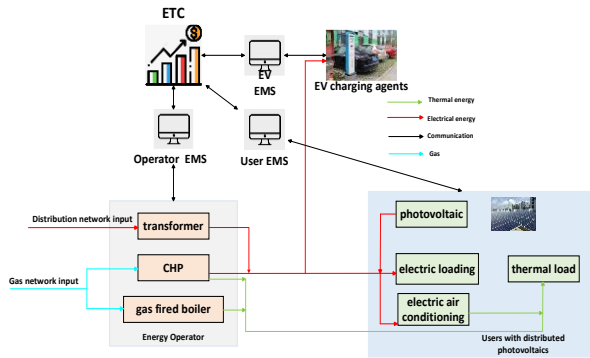 ETC
EV
EMS
EV charging agents
Thermal energy
Electrical energy
Communication
Gas
Operator EMS
User EMS
Distribution network input
transformer
photovoltaic
Gas network input
CHP
electric loading
thermal load
gas fired boiler
electric air
conditioning
Energy Operator
Users with distributed
photovoltaics